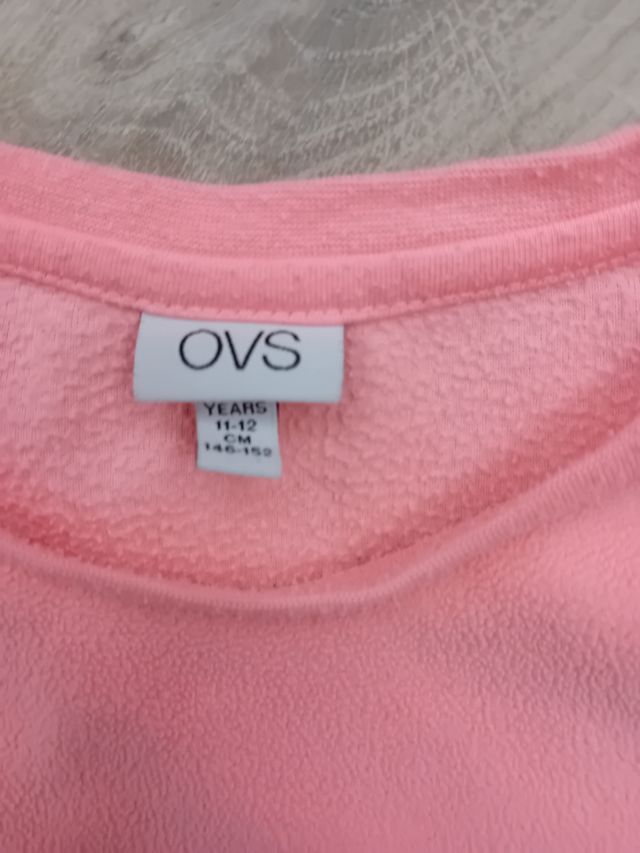 OVS
YEARS
11-12
CM
146-152